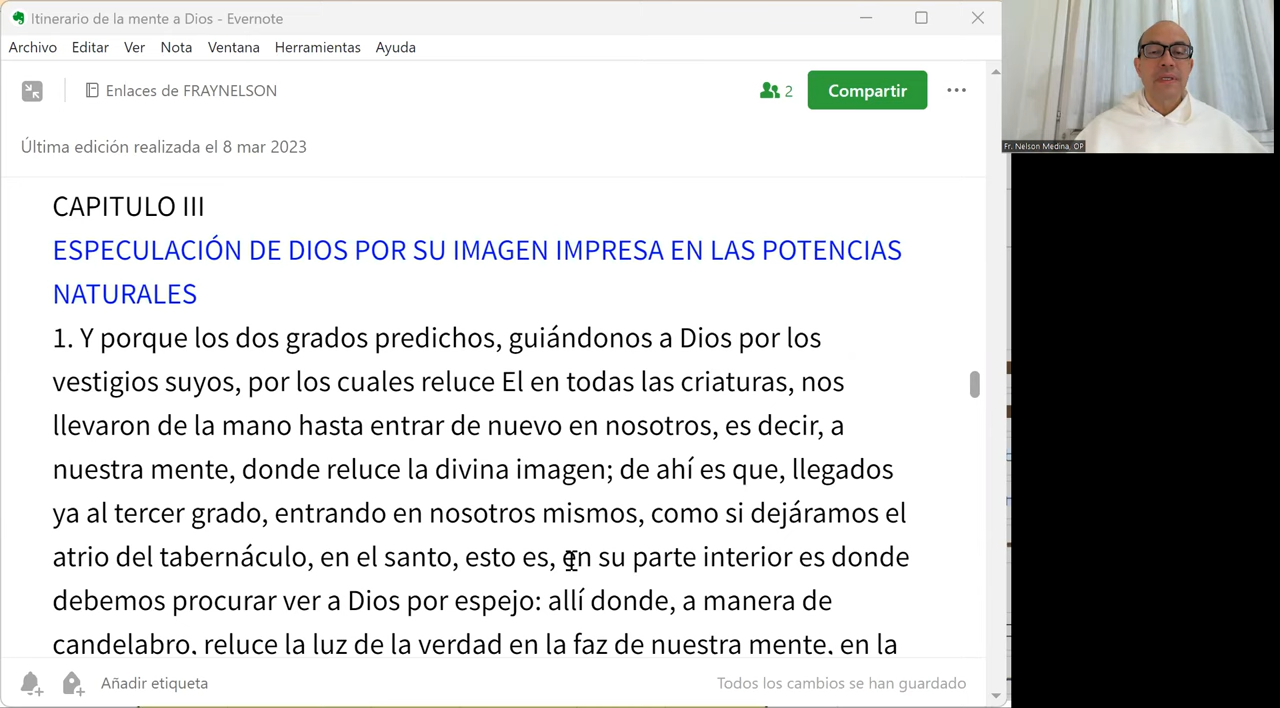 Itinerario de la mente a Dios - Evernote
Archivo Editar Ver Nota Ventana Herramientas Ayuda
Enlaces de FRAYNELSON 2 Compartir
Última edición realizada el 8 mar 2023
Fr. Nelson Medina, OP
CAPITULO III
ESPECULACIÓN DE DIOS POR SU IMAGEN IMPRESA EN LAS POTENCIAS
NATURALES
1. Y porque los dos grados predichos, guiándonos a Dios por los
vestigios suyos, por los cuales reluce El en todas las criaturas, nos
llevaron de la mano hasta entrar de nuevo en nosotros, es decir, a
nuestra mente, donde reluce la divina imagen; de ahí es que, llegados
ya al tercer grado, entrando en nosotros mismos, como si dejáramos el
atrio del tabernáculo, en el santo, esto es, en su parte interior es donde
debemos procurar ver a Dios por espejo: allí donde, a manera de
candelabro, reluce la luz de la verdad en la faz de nuestra mente, en la
Añadir etiqueta Todos los cambios se han guardado